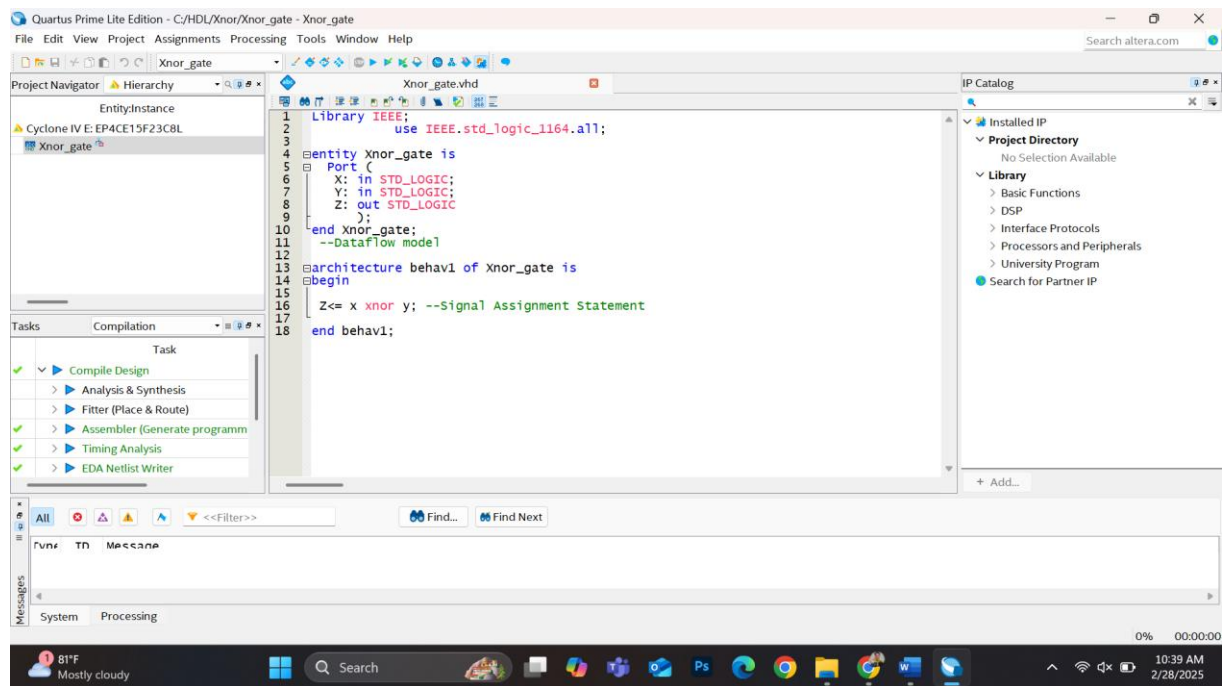 Quartus Prime Lite Edition - C:/HDL/Xnor/Xnor_gate - Xnor_gate
File Edit View Project Assignments Processing Tools Window Help
Search altera.com
Xnor_gate
Project Navigator Hierarchy
Entity:Instance
Cyclone IV E: EP4CE15F23C8L
Xnor_gate
Xnor_gate.vhd
1 Library IEEE;
2 use IEEE.std_logic_1164.all;
3
4 entity Xnor_gate is
5 Port (
6 X: in STD_LOGIC;
7 Y: in STD_LOGIC;
8 Z: out STD_LOGIC
9 );
10 end Xnor_gate;
11 --Dataflow model
12
13 architecture behav1 of Xnor_gate is
14 begin
15
16 Z<= x xnor y; --Signal Assignment Statement
17
18 end behav1;
IP Catalog
Installed IP
Project Directory
No Selection Available
Library
Basic Functions
DSP
Interface Protocols
Processors and Peripherals
University Program
Search for Partner IP
+ Add...
Tasks Compilation
Task
Compile Design
Analysis & Synthesis
Fitter (Place & Route)
Assembler (Generate programm
Timing Analysis
EDA Netlist Writer
All <<Filter>> Find... Find Next
Type ID Message
Messages
System Processing
0% 00:00:00
1
81°F
Mostly cloudy
Search
Ps
10:39 AM
2/28/2025